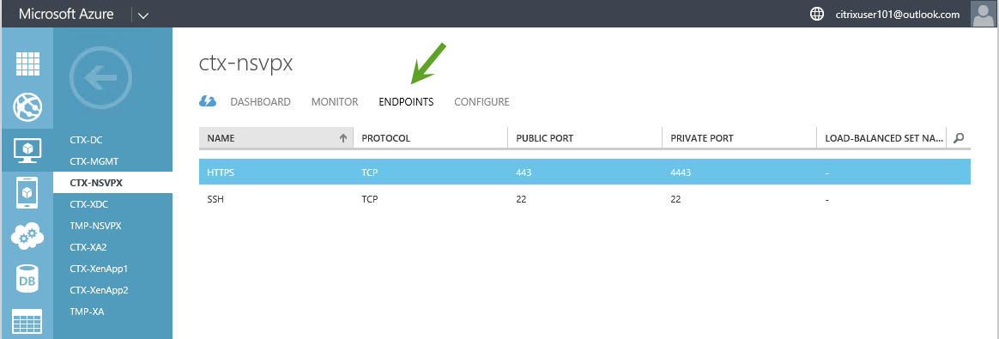 Microsoft Azure citrixuser101@outlook.com
ctx-nsvpx
DASHBOARD MONITOR ENDPOINTS CONFIGURE
CTX-DC
CTX-MGMT
CTX-NSVPX
CTX-XDC
TMP-NSVPX
CTX-XA2
CTX-XenApp1
CTX-XenApp2
TMP-XA
DB
NAME PROTOCOL PUBLIC PORT PRIVATE PORT LOAD-BALANCED SET NA...
HTTPS TCP 443 4443 -
SSH TCP 22 22 -